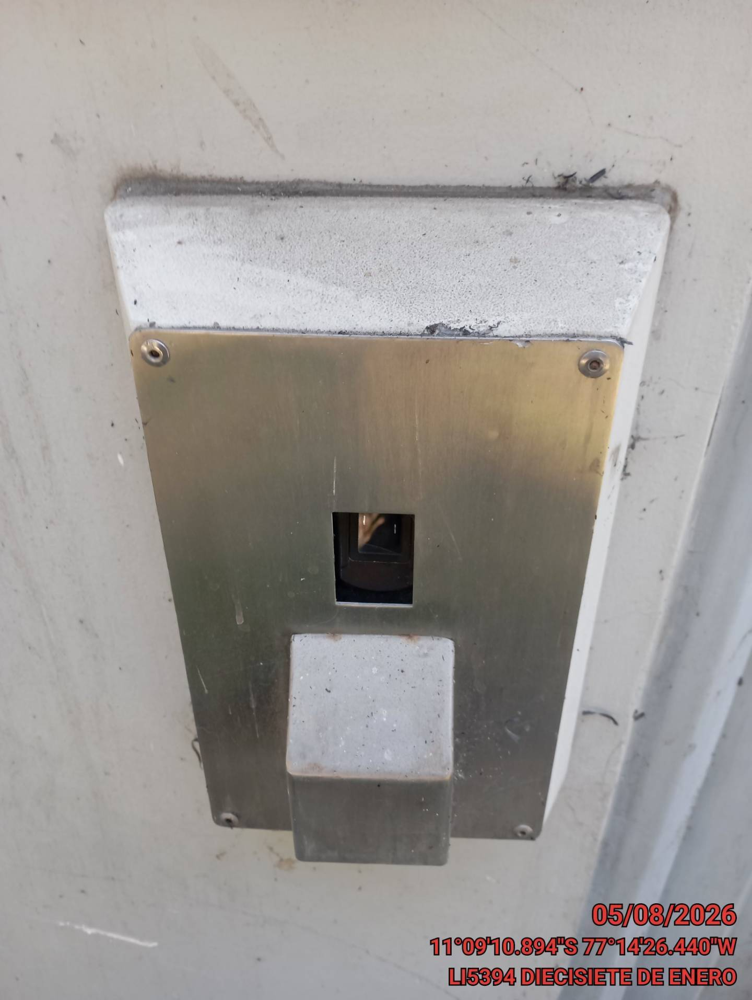 05/08/2026
11°09'10.894"S 77°14'26.440"W
LI5394 DIECISIETE DE ENERO